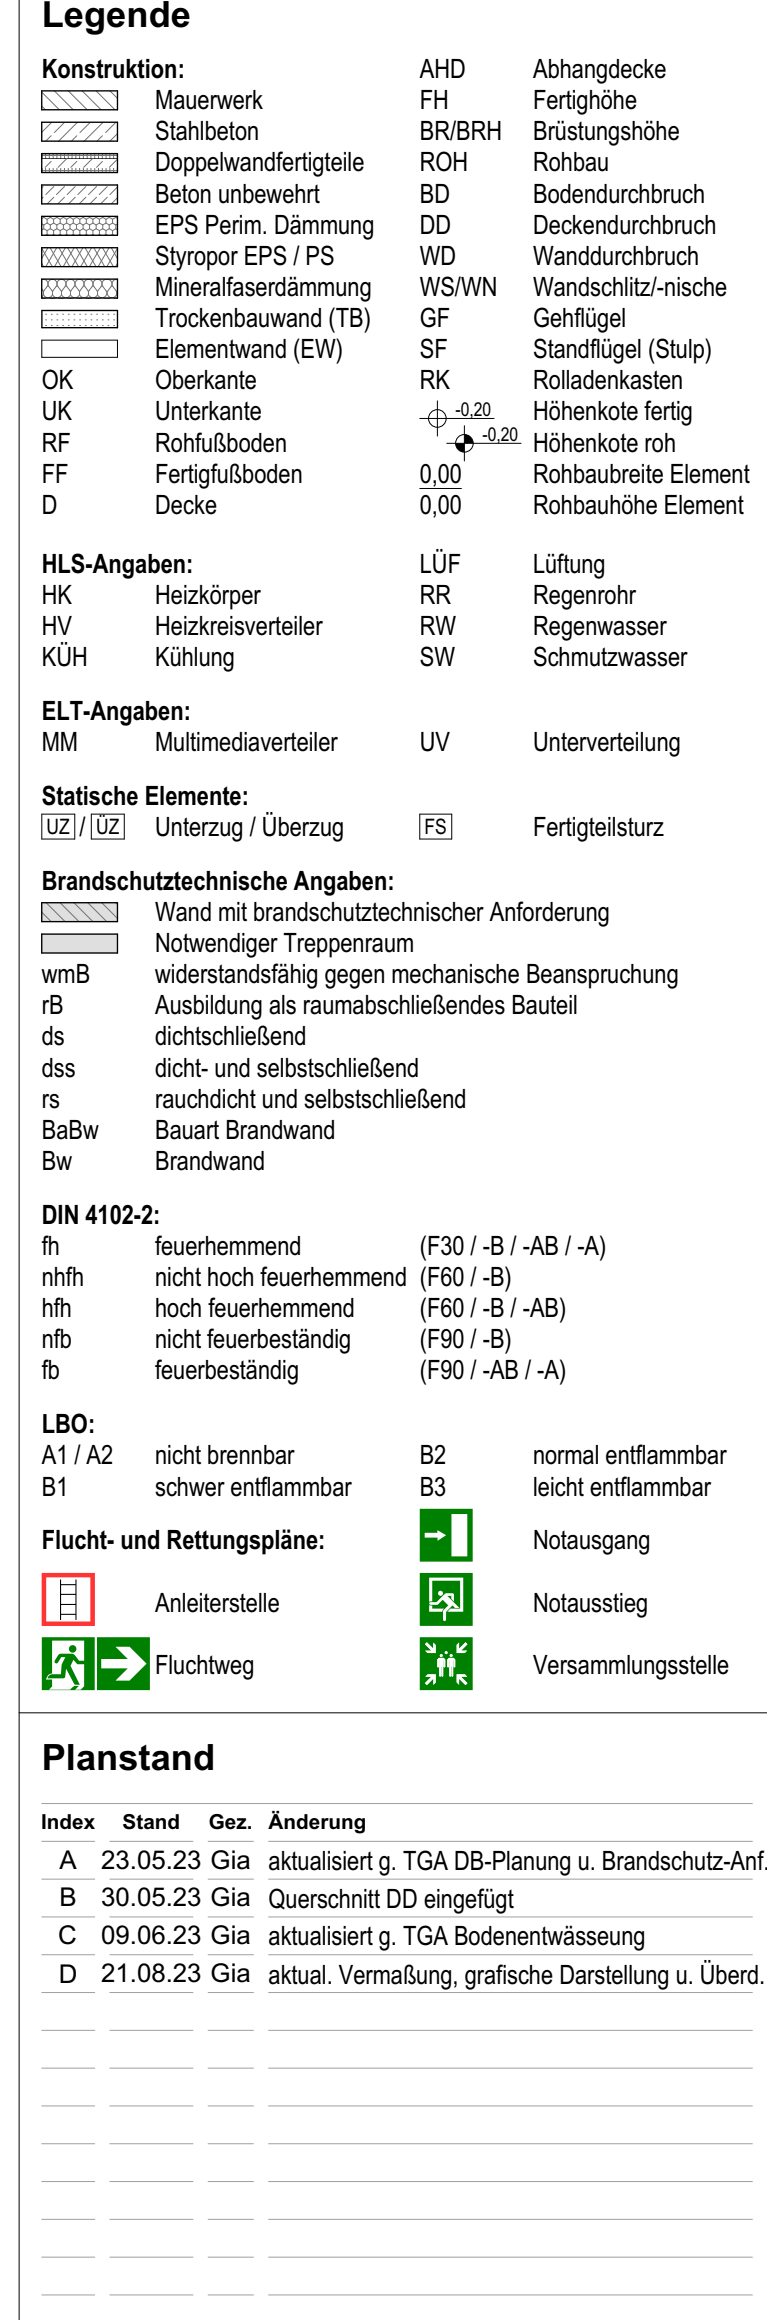 Legende
Konstruktion: AHD Abhangdecke
Mauerwerk FH Fertighöhe
Stahlbeton BR/BRH Brüstungshöhe
Doppelwandfertigteile ROH Rohbau
Beton unbewehrt BD Bodendurchbruch
EPS Perim. Dämmung DD Deckendurchbruch
Styropor EPS / PS WD Wanddurchbruch
Mineralfaserdämmung WS/WN Wandschlitz/-nische
Trockenbauwand (TB) GF Gehflügel
Elementwand (EW) SF Standflügel (Stulp)
OK Oberkante RK Rolladenkasten
UK Unterkante -0,20 Höhenkote fertig
RF Rohfußboden -0,20 Höhenkote roh
FF Fertigfußboden 0,00 Rohbaubreite Element
D Decke 0,00 Rohbauhöhe Element
HLS-Angaben: LÜF Lüftung
HK Heizkörper RR Regenrohr
HV Heizkreisverteiler RW Regenwasser
KÜH Kühlung SW Schmutzwasser
ELT-Angaben:
MM Multimediaverteiler UV Unterverteilung
Statische Elemente:
UZ / ÜZ Unterzug / Überzug FS Fertigteilsturz
Brandschutztechnische Angaben:
Wand mit brandschutztechnischer Anforderung
Notwendiger Treppenraum
wmB widerstandsfähig gegen mechanische Beanspruchung
rB Ausbildung als raumabschließendes Bauteil
ds dichtschließend
dss dicht- und selbstschließend
rs rauchdicht und selbstschließend
BaBw Bauart Brandwand
Bw Brandwand
DIN 4102-2:
fh feuerhemmend (F30 / -B / -AB / -A)
nhfh nicht hoch feuerhemmend (F60 / -B)
hfh hoch feuerhemmend (F60 / -B / -AB)
nfb nicht feuerbeständig (F90 / -B)
fb feuerbeständig (F90 / -AB / -A)
LBO:
A1 / A2 nicht brennbar B2 normal entflammbar
B1 schwer entflammbar B3 leicht entflammbar
Flucht- und Rettungspläne: Notausgang
Anleiterstelle Notausstieg
Fluchtweg Versammlungsstelle
Planstand
Index Stand Gez. Änderung
A 23.05.23 Gia aktualisiert g. TGA DB-Planung u. Brandschutz-Anf.
B 30.05.23 Gia Querschnitt DD eingefügt
C 09.06.23 Gia aktualisiert g. TGA Bodenentwässeung
D 21.08.23 Gia aktual. Vermaßung, grafische Darstellung u. Überd.